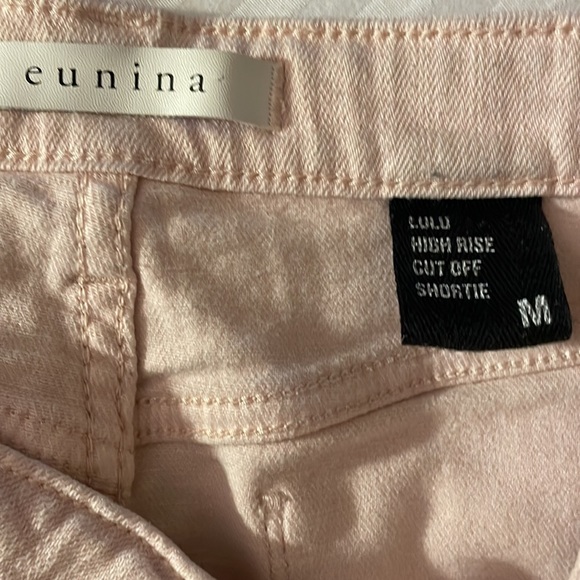 eunina
LULU
HIGH RISE
CUT OFF
SHORTIE
M